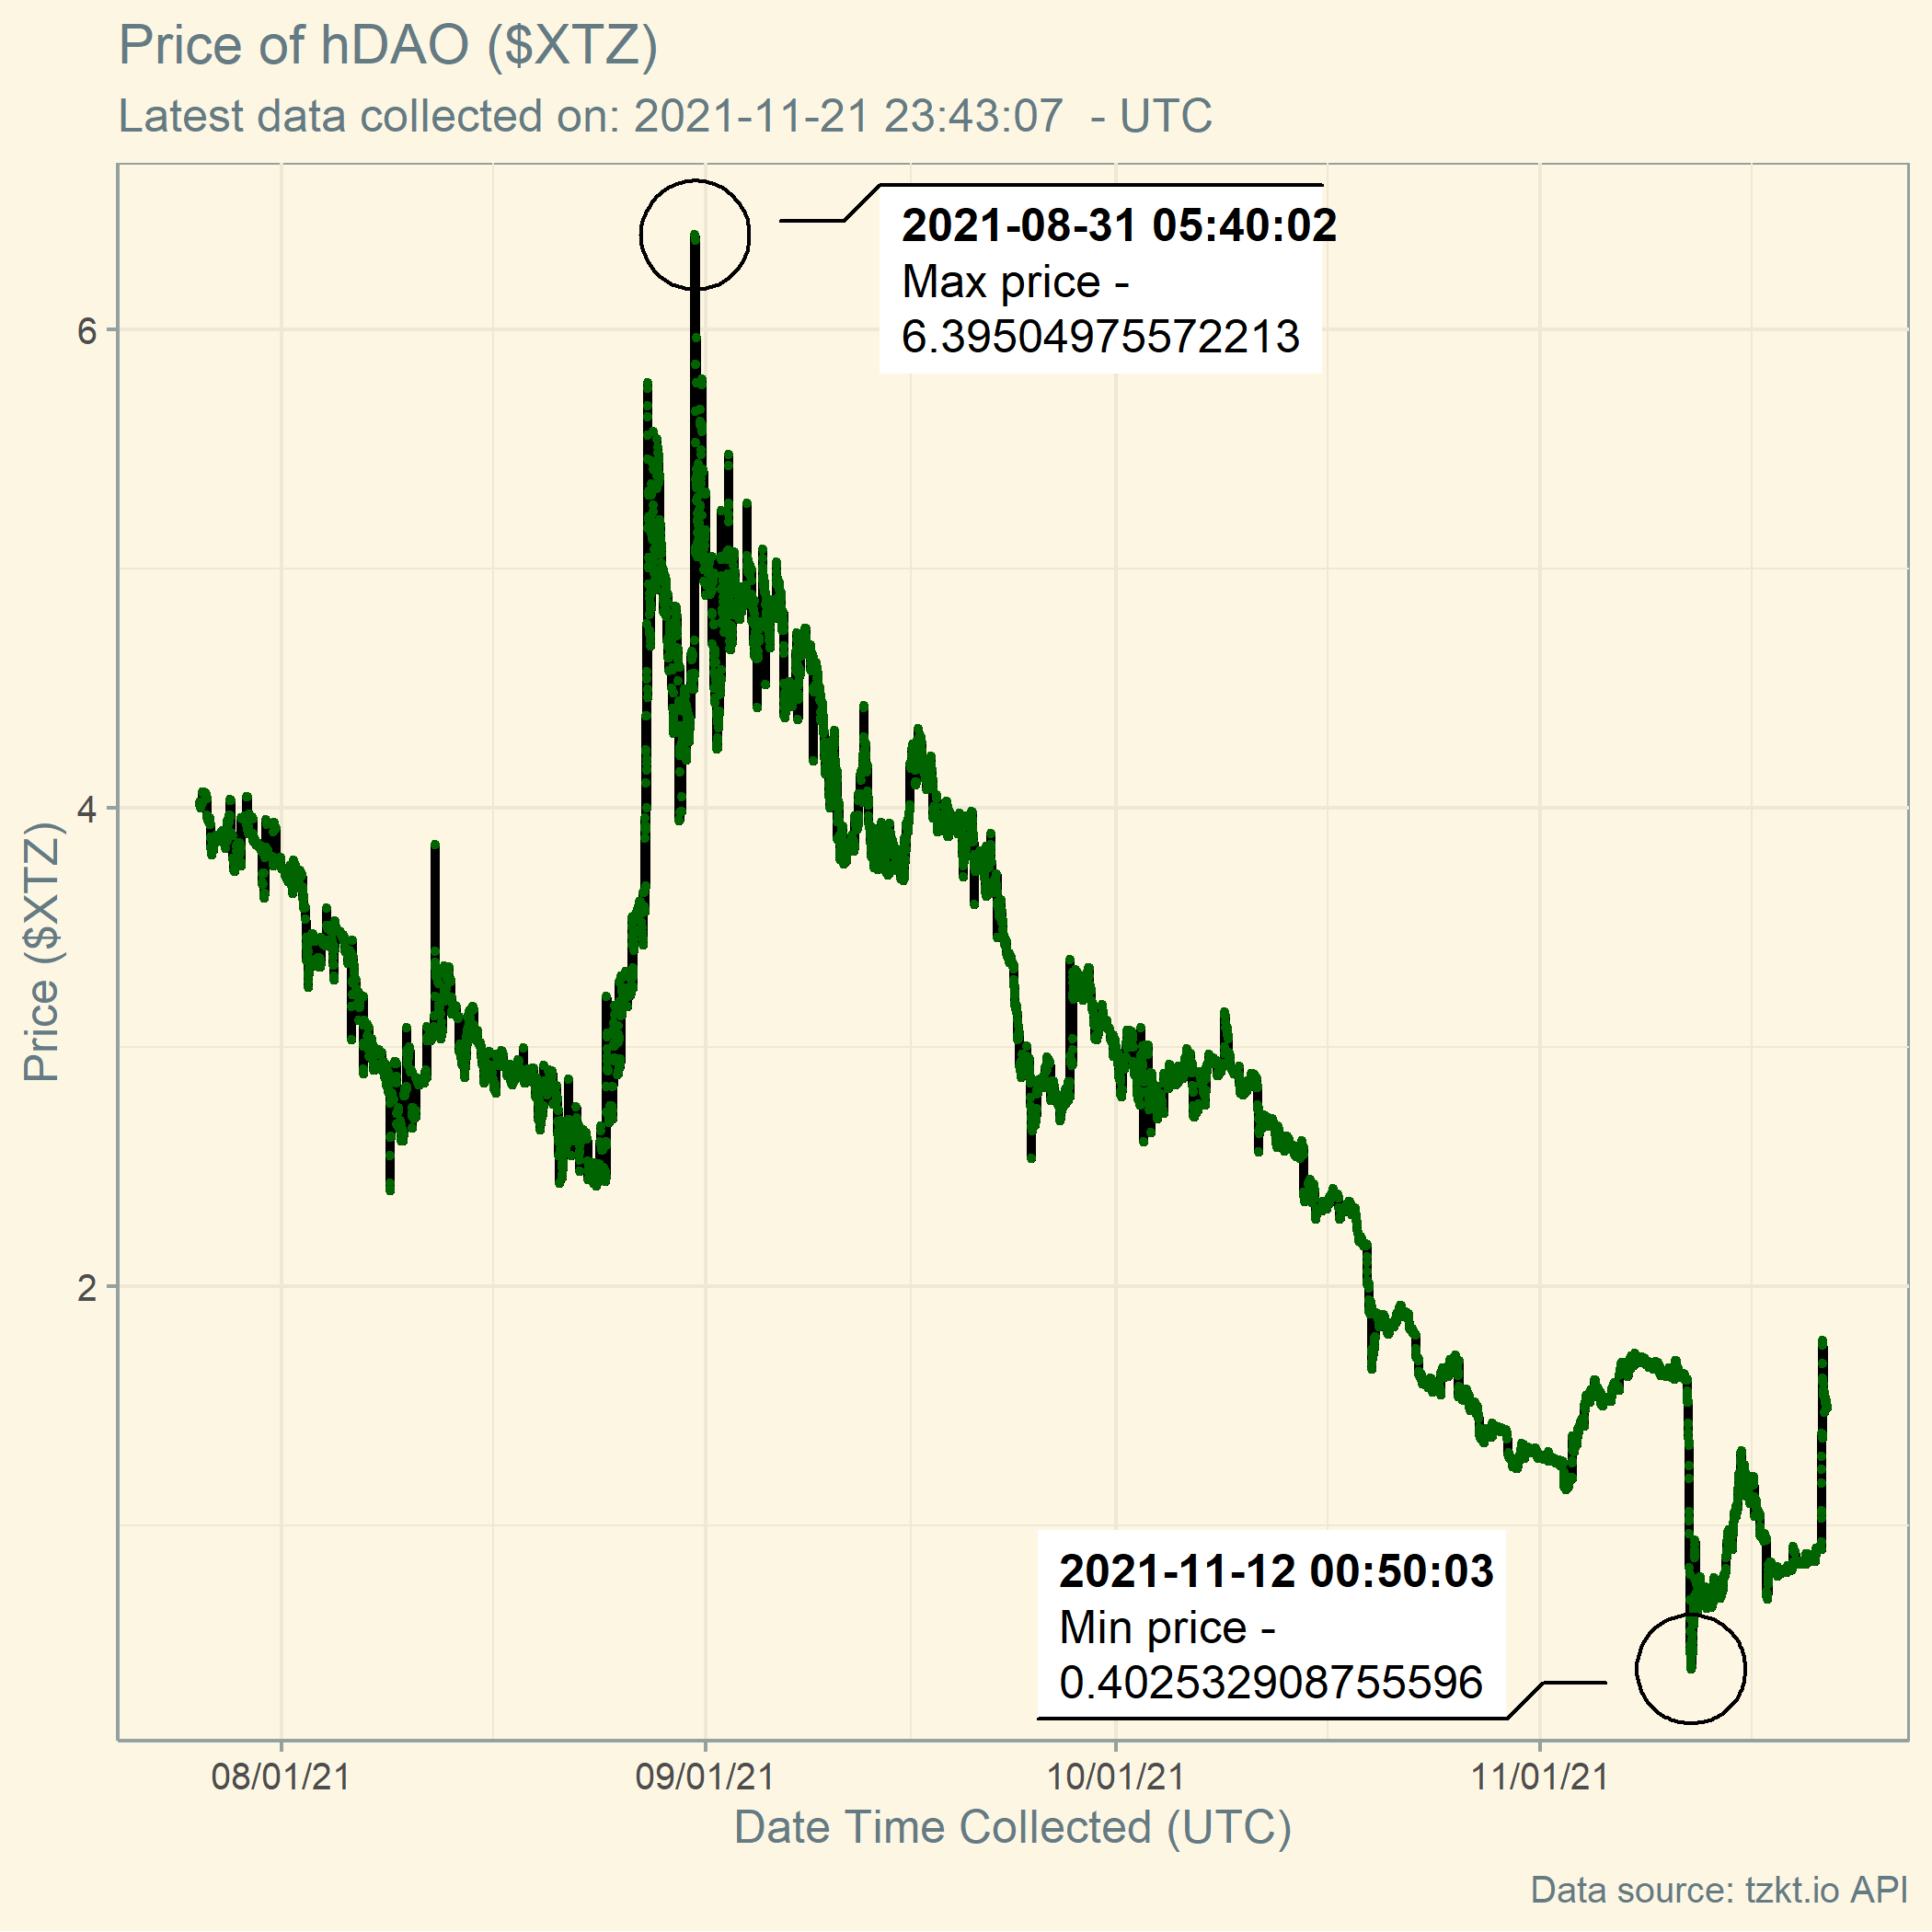 Price of hDAO ($XTZ)
Latest data collected on: 2021-11-21 23:43:07  - UTC
2021-08-31 05:40:02
Max price -
6.39504975572213
6
4
2
Price ($XTZ)
2021-11-12 00:50:03
Min price -
0.402532908755596
08/01/21
09/01/21
10/01/21
11/01/21
Date Time Collected (UTC)
Data source: tzkt.io API